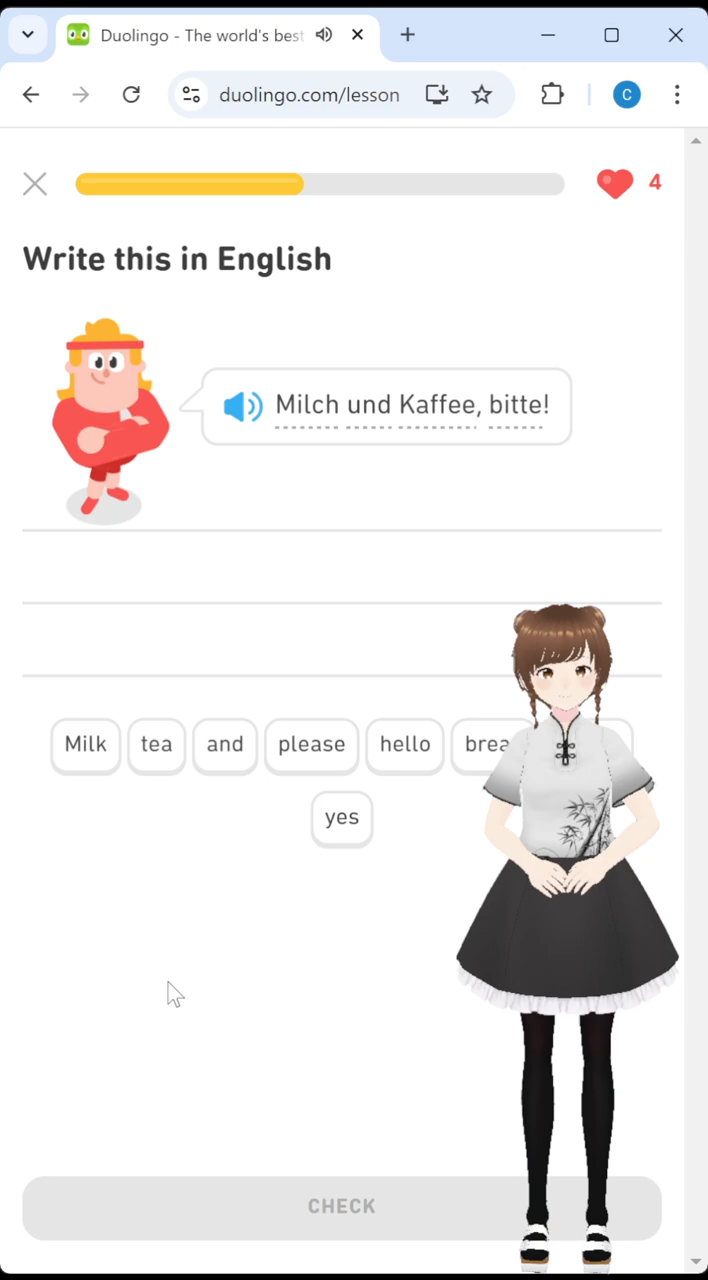 Duolingo - The world's best
duolingo.com/lesson
C
4
Write this in English
Milch und Kaffee, bitte!
Milk tea and please hello
yes
CHECK